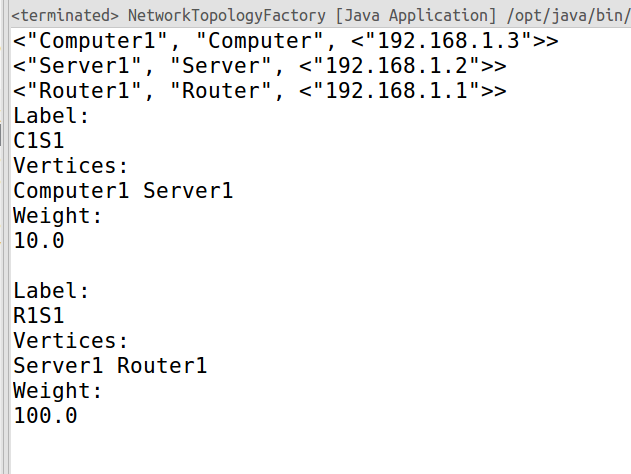 <terminated> NetworkTopologyFactory [Java Application] /opt/java/bin/
<"Computer1", "Computer", <"192.168.1.3">>
<"Server1", "Server", <"192.168.1.2">>
<"Router1", "Router", <"192.168.1.1">>
Label:
C1S1
Vertices:
Computer1 Server1
Weight:
10.0

Label:
R1S1
Vertices:
Server1 Router1
Weight:
100.0